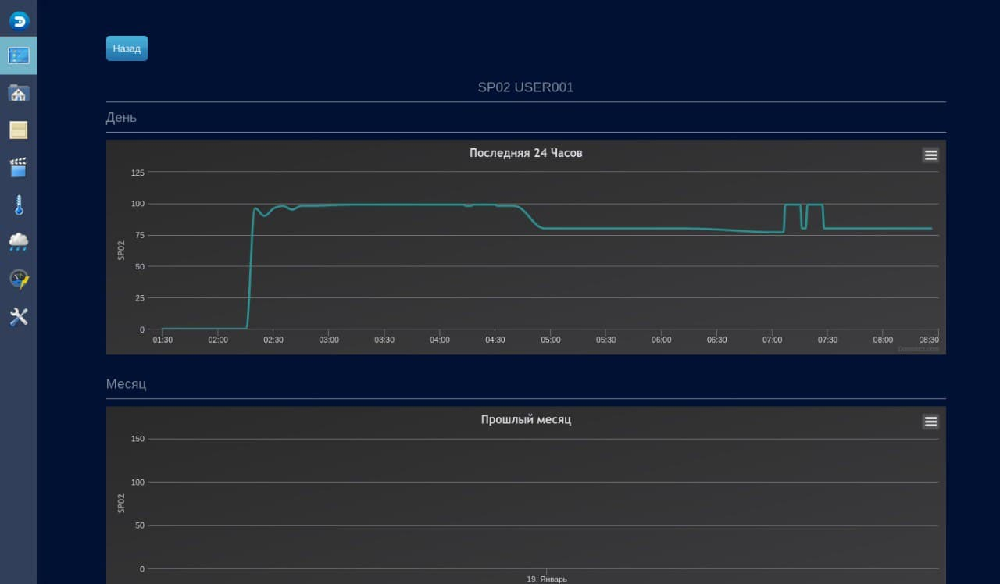 Назад
SP02 USER001
День
Последняя 24 Часов
125
100
75
50
25
0
SP02
01:30 02:00 02:30 03:00 03:30 04:00 04:30 05:00 05:30 06:00 06:30 07:00 07:30 08:00 08:30
Domoticz.com
Месяц
Прошлый месяц
150
100
50
0
SP02
19. Январь